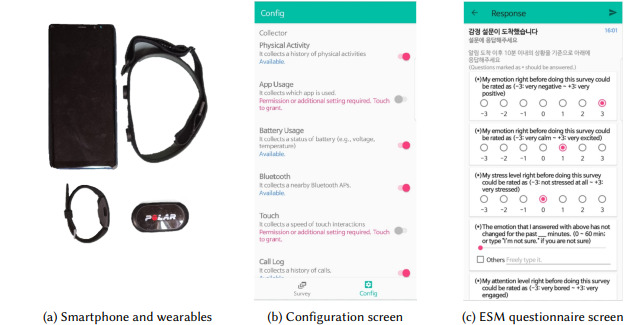 POLAR
(a) Smartphone and wearables
Config
Collector
Physical Activity
It collects a history of physical activities
Available.
App Usage
It collects which app is used.
Permission or additional setting required. Touch
to grant.
Battery Usage
It collects a status of battery (e.g., voltage,
temperature)
Available.
Bluetooth
It collects a nearby Bluetooth APs.
Available.
Touch
It collects a speed of touch Interactions
Permission or additional setting required. Touch
to grant.
Call Log
It collects a history of calls.
Available.
Survey
Config
(b) Configuration screen
Response
감정 설문이 도착했습니다
16:01
설문에 응답해주세요
알림 도착 이후 10분 이내의 상황을 기준으로 아래에
응답해주세요
(Questions marked as * should be answered.)
(*)My emotion right before doing this survey could
be rated as (-3: very negative ~ +3: very
positive)
-3 -2 -1 0 1 2 3
(*)My emotion right before doing this survey could
be rated as (-3: very calm ~ +3: very excited)
-3 -2 -1 0 1 2 3
(*)My stress level right before doing this survey
could be rated as (-3: not stressed at all ~ +3:
very stressed)
-3 -2 -1 0 1 2 3
(*)The emotion that I answered with above has not
changed for the past ___ minutes. (0 ~ 60 min;
or type "I'm not sure." if you are not sure)
Others Freely type it.
(*)My attention level right before doing this survey
could be rated as (-3: very bored ~ +3: very
engaged)
(c) ESM questionnaire screen